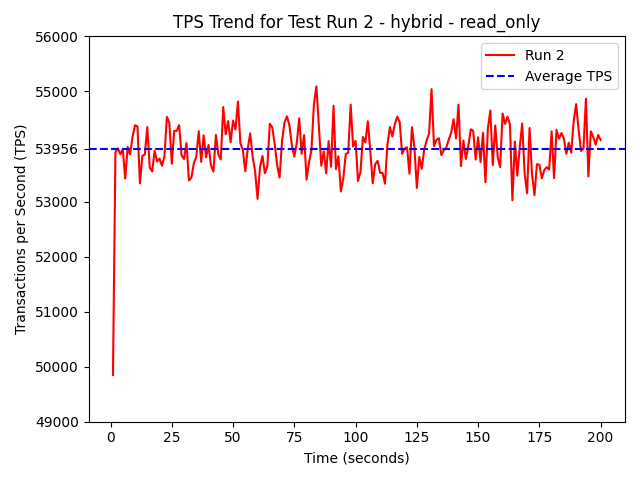 TPS Trend for Test Run 2 - hybrid - read_only
Run 2
Average TPS
Transactions per Second (TPS)
56000
55000
53956
53000
52000
51000
50000
49000
0 25 50 75 100 125 150 175 200
Time (seconds)